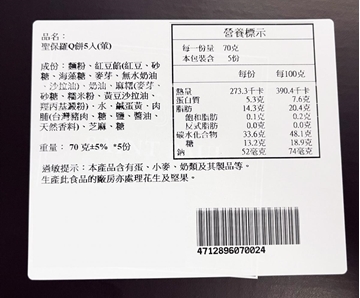 品名：
聖保羅Q餅5入(葷)
成份：麵粉、紅豆餡(紅豆、砂
糖、海藻糖、麥芽、無水奶油
、沙拉油)、奶油、麻糬(麥芽、
砂糖、糯米粉、黃豆沙拉油、
羥丙基澱粉)、水、鹹蛋黃、肉
脯(台灣豬肉、糖、鹽、醬油、
天然香料)、芝麻、糖
重量： 70 克±5% *5份
過敏提示：本產品含有蛋、小麥、奶類及其製品等。
生產此食品的廠房亦處理花生及堅果。
營養標示
每一份量 70克
本包裝含 5份
每份 每100克
熱量 273.3千卡 390.4千卡
蛋白質 5.3克 7.6克
脂肪 14.3克 20.4克
飽和脂肪 0.1克 0.2克
反式脂肪 0.0克 0.0克
碳水化合物 33.6克 48.1克
糖 13.2克 18.9克
鈉 52毫克 74毫克
4712896070024